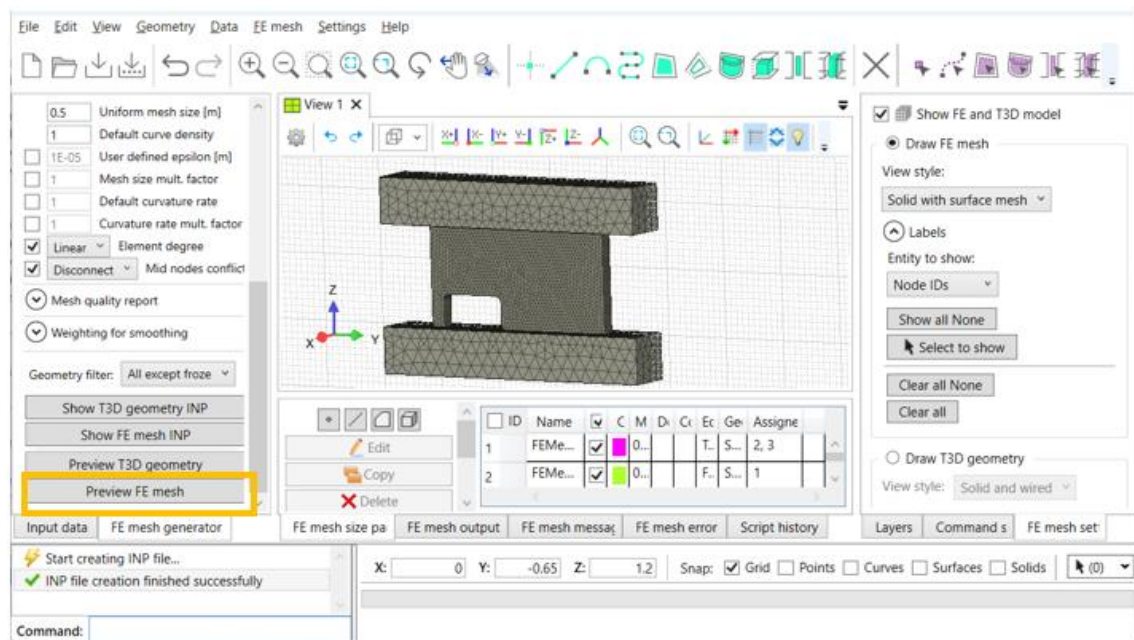 File Edit View Geometry Data FE mesh Settings Help
0.5 Uniform mesh size [m]
1 Default curve density
1E-05 User defined epsilon [m]
1 Mesh size mult. factor
1 Default curvature rate
1 Curvature rate mult. factor
Linear Element degree
Disconnect Mid nodes conflict
Mesh quality report
Weighting for smoothing
Geometry filter: All except froze
Show T3D geometry INP
Show FE mesh INP
Preview T3D geometry
Preview FE mesh
Input data FE mesh generator
View 1
X+ X- Y+ Y- Z+ Z-
Z
X Y
Edit
Copy
Delete
ID Name C M D Ec Ge Assigne
1 FEMe... 0... T.. S... 2, 3
2 FEMe... 0... F.. S... 1
FE mesh size pa FE mesh output FE mesh messag FE mesh error Script history
Show FE and T3D model
Draw FE mesh
View style:
Solid with surface mesh
Labels
Entity to show:
Node IDs
Show all None
Select to show
Clear all None
Clear all
Draw T3D geometry
View style: Solid and wired
Layers Command s FE mesh set
Start creating INP file...
INP file creation finished successfully
Command:
X: 0 Y: -0.65 Z: 1.2 Snap: Grid Points Curves Surfaces Solids (0)